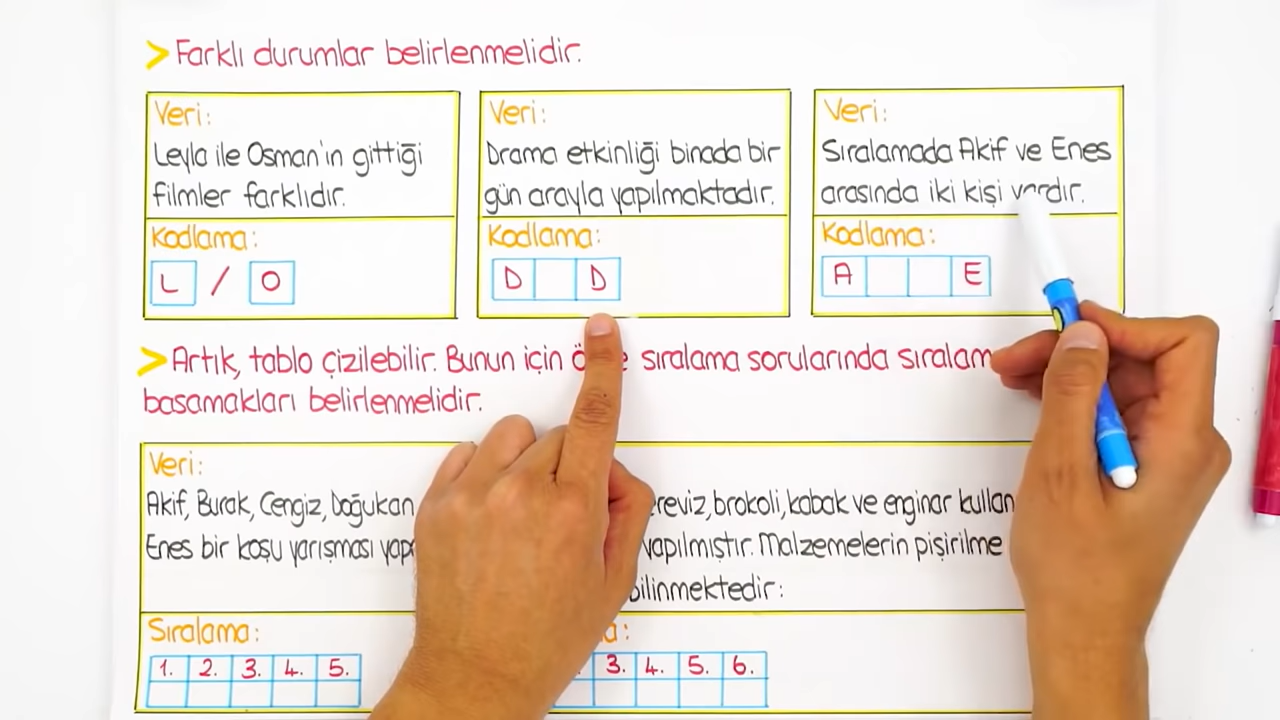 > Farklı durumlar belirlenmelidir.
Veri:
Leyla ile Osman'ın gittiği
filmler farklıdır.
Kodlama:
L / O
Veri:
Drama etkinliği binada bir
gün arayla yapılmaktadır.
Kodlama:
D D
Veri:
Sıralamada Akif ve Enes
arasında iki kişi vardır.
Kodlama:
A E
> Artık, tablo çizilebilir. Bunun için sıralama sorularında
basamakları belirlenmelidir.
Veri:
Akif, Burak, Cengiz, Doğukan
Enes bir koşu yarışması
Sıralama:
1. 2. 3. 4. 5.
brokoli, kabak ve enginar
yapılmıştır. Malzemelerin pişirilme
bilinmektedir:
3. 4. 5. 6.